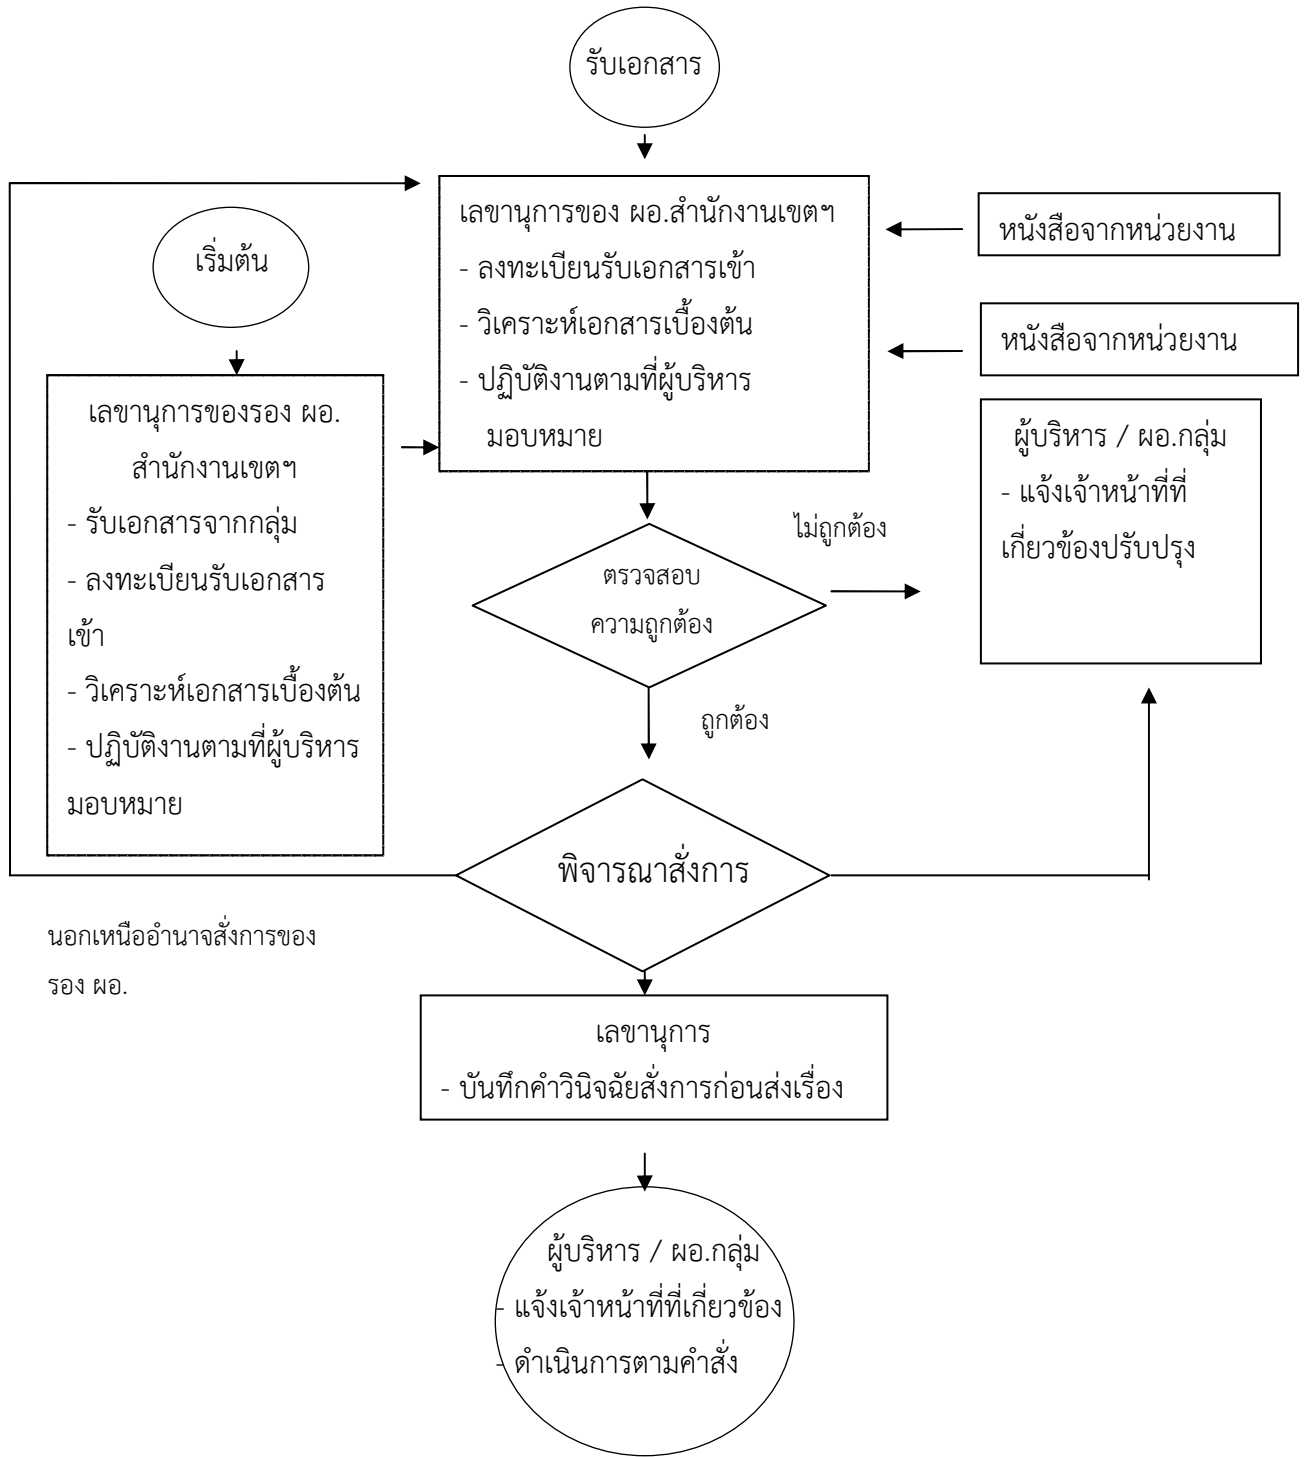 รับเอกสาร
เลขานุการของ ผอ.สำนักงานเขตฯ
- ลงทะเบียนรับเอกสารเข้า
- วิเคราะห์เอกสารเบื้องต้น
- ปฏิบัติงานตามที่ผู้บริหาร
มอบหมาย
หนังสือจากหน่วยงาน
หนังสือจากหน่วยงาน
เริ่มต้น
เลขานุการของรอง ผอ.
สำนักงานเขตฯ
- รับเอกสารจากกลุ่ม
- ลงทะเบียนรับเอกสาร
เข้า
- วิเคราะห์เอกสารเบื้องต้น
- ปฏิบัติงานตามที่ผู้บริหาร
มอบหมาย
ผู้บริหาร / ผอ.กลุ่ม
- แจ้งเจ้าหน้าที่ที่
เกี่ยวข้องปรับปรุง
ไม่ถูกต้อง
ตรวจสอบ
ความถูกต้อง
ถูกต้อง
พิจารณาสั่งการ
นอกเหนืออำนาจสั่งการของ
รอง ผอ.
เลขานุการ
- บันทึกคำวินิจฉัยสั่งการก่อนส่งเรื่อง
ผู้บริหาร / ผอ.กลุ่ม
- แจ้งเจ้าหน้าที่ที่เกี่ยวข้อง
- ดำเนินการตามคำสั่ง